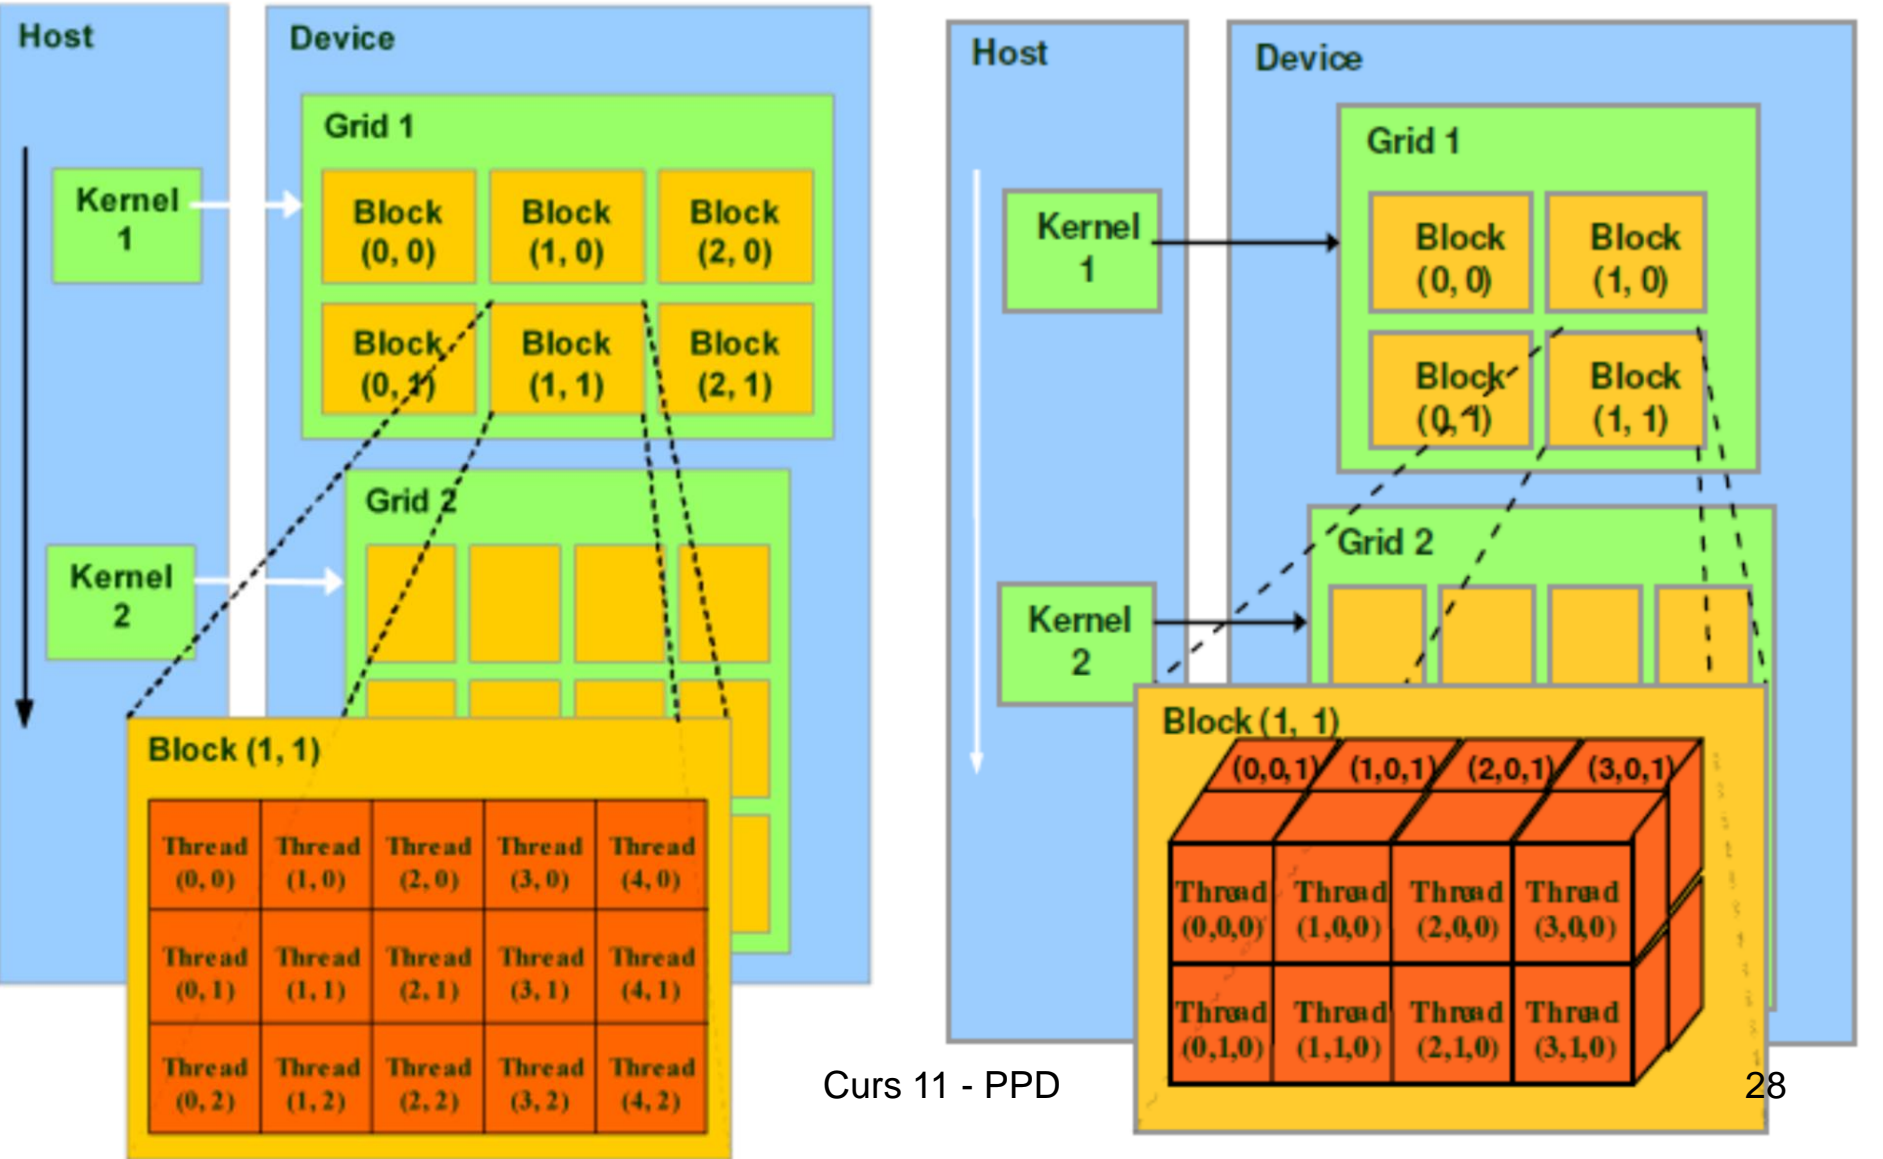 Host
Device
Grid 1
Kernel
1
Block
(0, 0)
Block
(1, 0)
Block
(2, 0)
Block
(0, 1)
Block
(1, 1)
Block
(2, 1)
Grid 2
Kernel
2
Block (1, 1)
Thread
(0, 0)
Thread
(1, 0)
Thread
(2, 0)
Thread
(3, 0)
Thread
(4, 0)
Thread
(0, 1)
Thread
(1, 1)
Thread
(2, 1)
Thread
(3, 1)
Thread
(4, 1)
Thread
(0, 2)
Thread
(1, 2)
Thread
(2, 2)
Thread
(3, 2)
Thread
(4, 2)
Host
Device
Grid 1
Kernel
1
Block
(0, 0)
Block
(1, 0)
Block
(0, 1)
Block
(1, 1)
Grid 2
Kernel
2
Block (1, 1)
(0,0,1)
(1,0,1)
(2,0,1)
(3,0,1)
Thread
(0,0,0)
Thread
(1,0,0)
Thread
(2,0,0)
Thread
(3,0,0)
Thread
(0,1,0)
Thread
(1,1,0)
Thread
(2,1,0)
Thread
(3,1,0)
Curs 11 - PPD
28